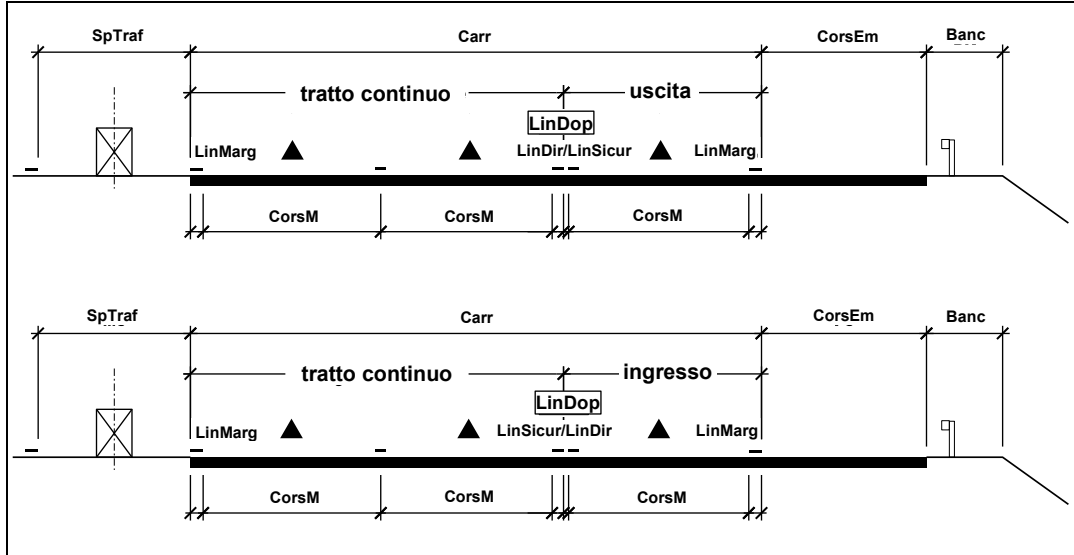 SpTraf Carr CorsEm Banc
tratto continuo uscita
LinDop
LinMarg LinDir/LinSicur LinMarg
CorsM CorsM CorsM
SpTraf Carr CorsEm Banc
tratto continuo ingresso
LinDop
LinMarg LinSicur/LinDir LinMarg
CorsM CorsM CorsM